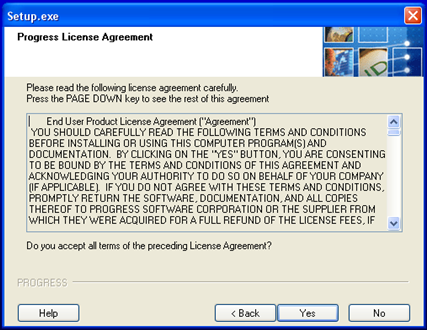 Setup.exe
Progress License Agreement
Please read the following license agreement carefully.
Press the PAGE DOWN key to see the rest of this agreement
End User Product License Agreement ("Agreement")
YOU SHOULD CAREFULLY READ THE FOLLOWING TERMS AND CONDITIONS
BEFORE INSTALLING OR USING THIS COMPUTER PROGRAM(S) AND
DOCUMENTATION.  BY CLICKING ON THE "YES" BUTTON, YOU ARE CONSENTING
TO BE BOUND BY THE TERMS AND CONDITIONS OF THIS AGREEMENT AND
ACKNOWLEDGING YOUR AUTHORITY TO DO SO ON BEHALF OF YOUR COMPANY
(IF APPLICABLE).  IF YOU DO NOT AGREE WITH THESE TERMS AND CONDITIONS,
PROMPTLY RETURN THE SOFTWARE, DOCUMENTATION, AND ALL COPIES
THEREOF TO PROGRESS SOFTWARE CORPORATION OR THE SUPPLIER FROM
WHICH THEY WERE ACQUIRED FOR A FULL REFUND OF THE LICENSE FEES, IF
Do you accept all terms of the preceding License Agreement?
PROGRESS
Help
< Back
Yes
No